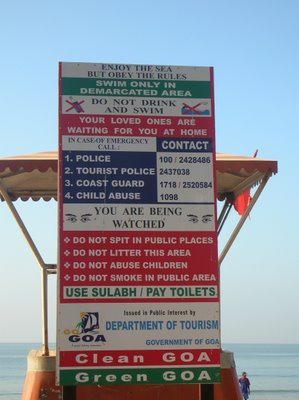 ENJOY THE SEA
BUT OBEY THE RULES
SWIM ONLY IN
DEMARCATED AREA
DO NOT DRINK
AND SWIM
YOUR LOVED ONES ARE
WAITING FOR YOU AT HOME
IN CASE OF EMERGENCY
CALL :
CONTACT
1. POLICE 100 / 2428486
2. TOURIST POLICE 2437038
3. COAST GUARD 1718 / 2520584
4. CHILD ABUSE 1098
YOU ARE BEING
WATCHED
DO NOT SPIT IN PUBLIC PLACES
DO NOT LITTER THIS AREA
DO NOT ABUSE CHILDREN
DO NOT SMOKE IN PUBLIC AREA
USE SULABH / PAY TOILETS
Issued in Public Interest by
DEPARTMENT OF TOURISM
GOVERNMENT OF GOA
GO
GOA
Clean GOA
Green GOA